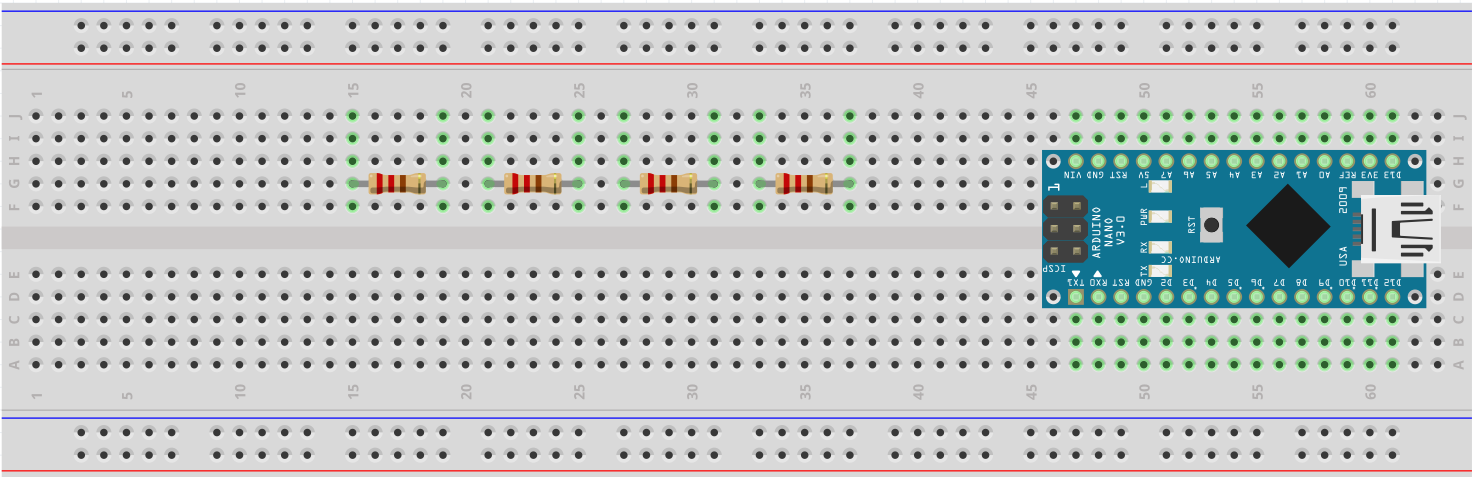 1 5 10 15 20 25 30 35 40 45 50 55 60
J J
I I
H H
VIN GND RST 5V A7 A6 A5 A4 A3 A2 A1 A0 REF 3V3 D13
G G
F F
1
L
PWR
RX
TX
ARDUINO
NANO
V3.0
RST
2009
USA
ARDUINO.CC
ICSP
E E
TX1 RX0 RST GND D2 D3 D4 D5 D6 D7 D8 D9 D10 D11 D12
D D
C C
B B
A A
1 5 10 15 20 25 30 35 40 45 50 55 60